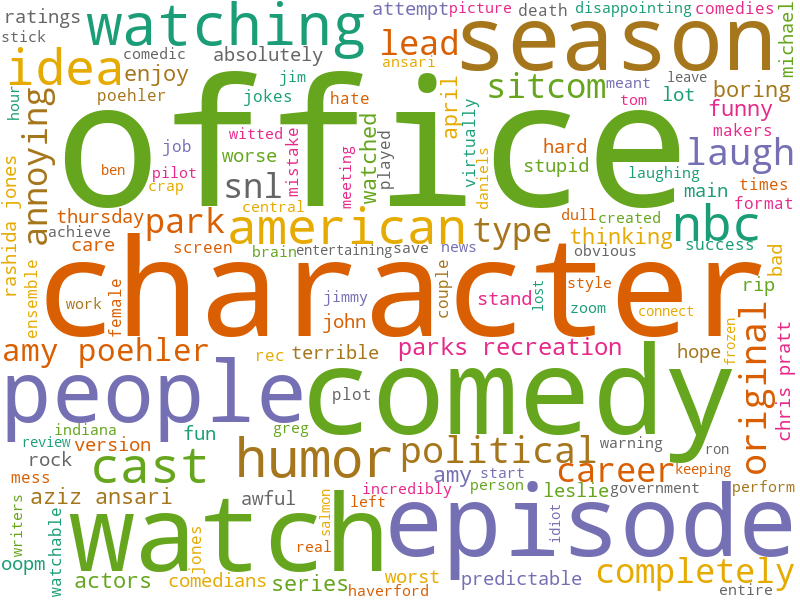 ratings
watching
attempt
picture
death
disappointing
comedies
michael
stick
comedic
absolutely
lead
season
idea
enjoy
jim
ansari
sitcom
meant
leave
boring
hour
poehler
jokes
hate
april
tom
lot
funny
office
makers
annoying
job
witted
virtually
hard
laugh
ben
pilot
worse
mistake
watched
played
stupid
laughing
crap
snl
meeting
daniels
main
times
format
rashida jones
central
thursday
park
american
type
dull
created
nbc
achieve
thinking
success
care
screen
brain
entertaining
save
news
obvious
bad
character
ensemble
female
work
jimmy
couple
stand
lost
style
zoom
connect
rip
john
original
frozen
chris pratt
amy poehler
rec
terrible
parks recreation
hope
people
comedy
plot
indiana
greg
review
version
fun
rock
humor
political
warning
ron
mess
cast
amy
start
career
keeping
aziz ansari
awful
incredibly
person
leslie
government
perform
writers
watchable
watch
left
salmon
episode
idiot
jones
real
oopm
actors
comedians
series
worst
predictable
completely
haverford
entire